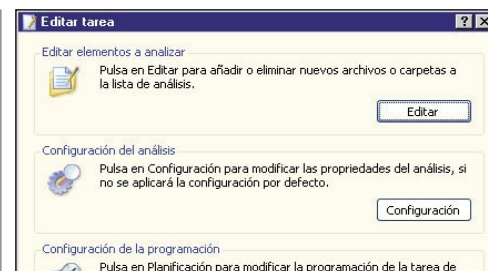 Editar tarea
Editar elementos a analizar
Pulsa en Editar para añadir o eliminar nuevos archivos o carpetas a
la lista de análisis.
Editar
Configuración del análisis
Pulsa en Configuración para modificar las propriedades del análisis, si
no se aplicará la configuración por defecto.
Configuración
Configuración de la programación
Pulsa en Planificación para modificar la programación de la tarea de